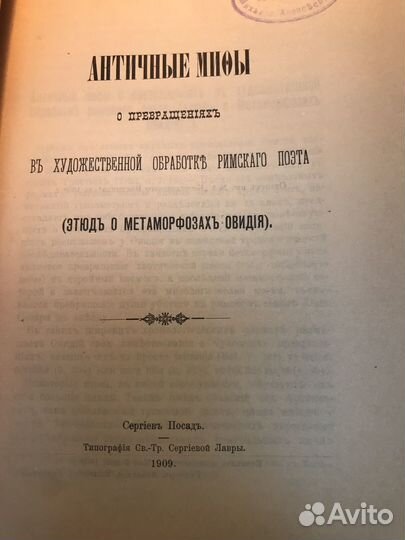 АНТИЧНЫЕ МИѲЫ
О ПРЕВРАЩЕНІЯХЪ
ВЪ ХУДОЖЕСТВЕННОЙ ОБРАБОТКѢ РИМСКАГО ПОЭТА
(ЭТЮДЪ О МЕТАМОРФОЗАХЪ ОВИДІЯ).
Сергіевъ Посадъ.
Типографія Св.-Тр. Сергіевой Лавры.
1909.
Avito